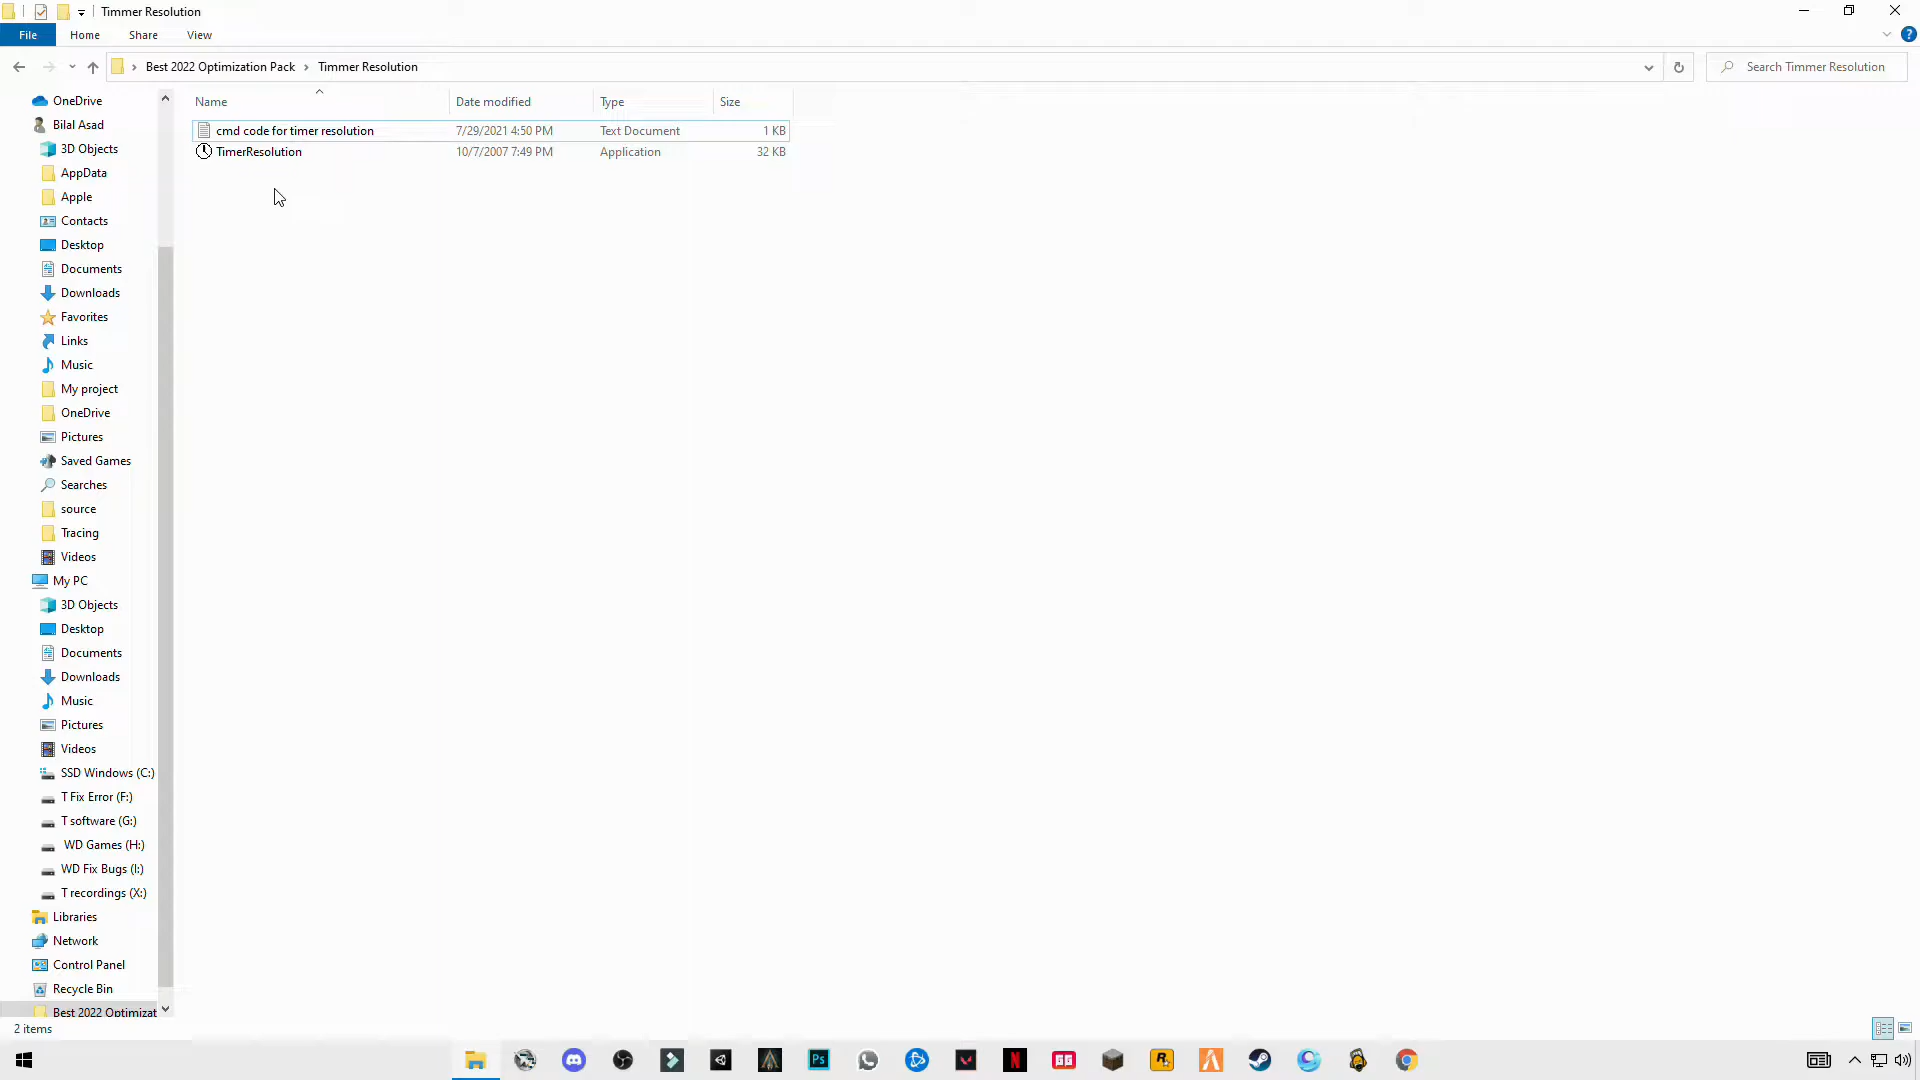 Timmer Resolution
File Home Share View
Best 2022 Optimization Pack Timmer Resolution
Search Timmer Resolution
Name Date modified Type Size
cmd code for timer resolution 7/29/2021 4:50 PM Text Document 1 KB
TimerResolution 10/7/2007 7:49 PM Application 32 KB
OneDrive
Bilal Asad
3D Objects
AppData
Apple
Contacts
Desktop
Documents
Downloads
Favorites
Links
Music
My project
OneDrive
Pictures
Saved Games
Searches
source
Tracing
Videos
My PC
3D Objects
Desktop
Documents
Downloads
Music
Pictures
Videos
SSD Windows (C:)
T Fix Error (F:)
T software (G:)
WD Games (H:)
WD Fix Bugs (I:)
T recordings (X:)
Libraries
Network
Control Panel
Recycle Bin
Best 2022 Optimizat
2 items